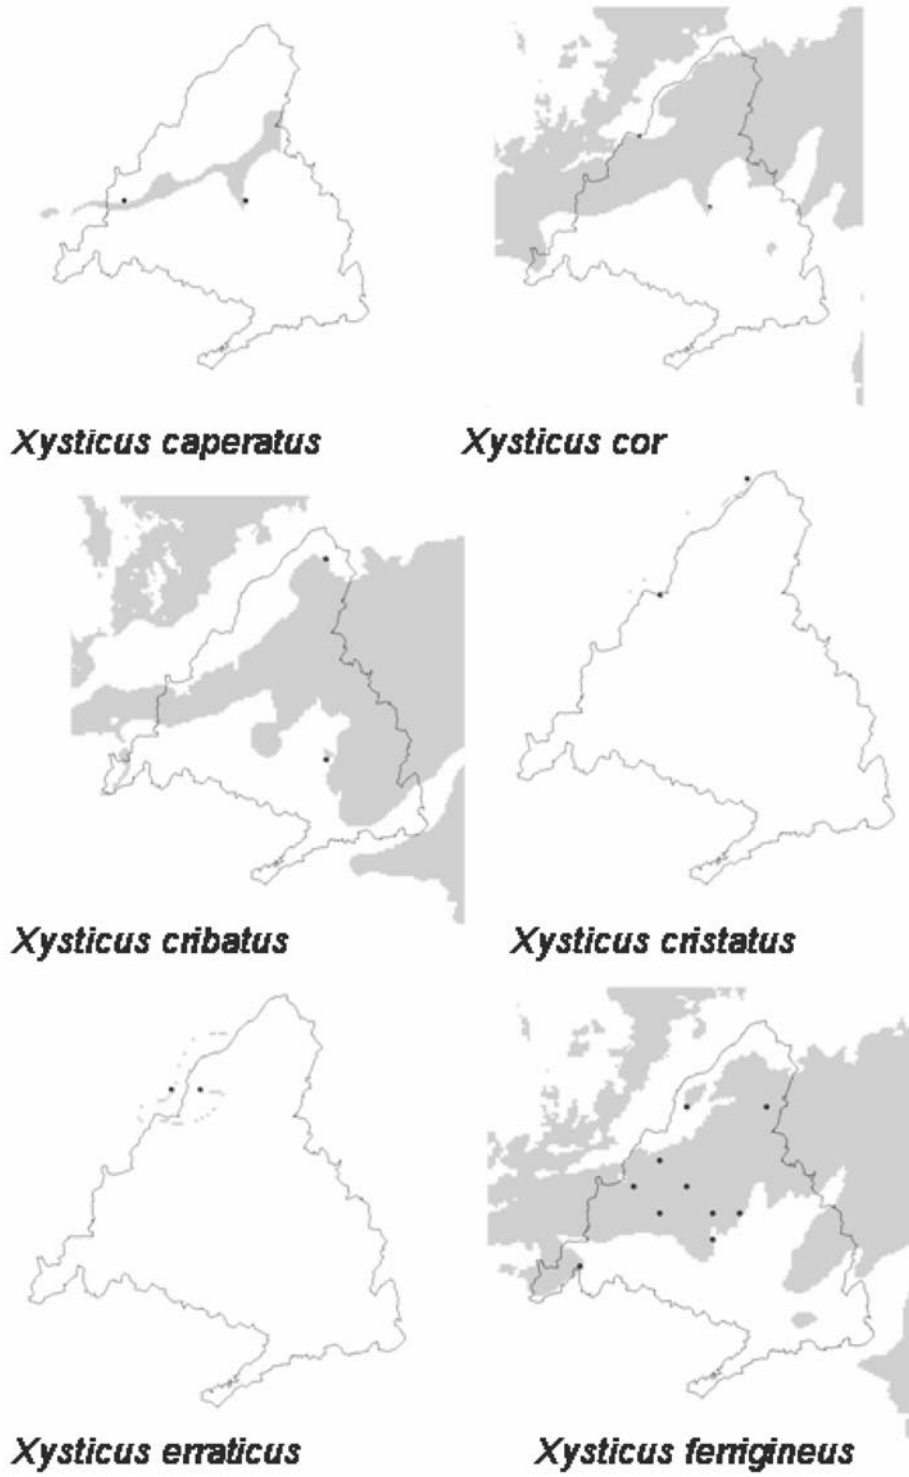 Xysticus caperatus
Xysticus cor
Xysticus cribatus
Xysticus cristatus
Xysticus erraticus
Xysticus ferrigineus